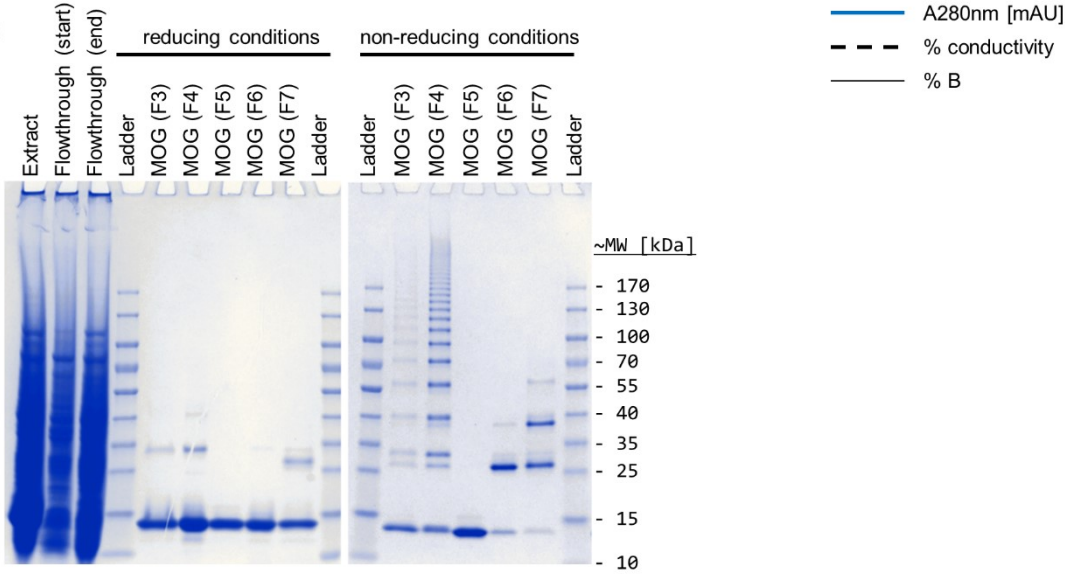 A280nm [mAU]
% conductivity
% B
reducing conditions
non-reducing conditions
Extract
Flowthrough (start)
Flowthrough (end)
Ladder
MOG (F3)
MOG (F4)
MOG (F5)
MOG (F6)
MOG (F7)
Ladder
Ladder
MOG (F3)
MOG (F4)
MOG (F5)
MOG (F6)
MOG (F7)
Ladder
~MW [kDa]
- 170
- 130
- 100
- 70
- 55
- 40
- 35
- 25
- 15
- 10